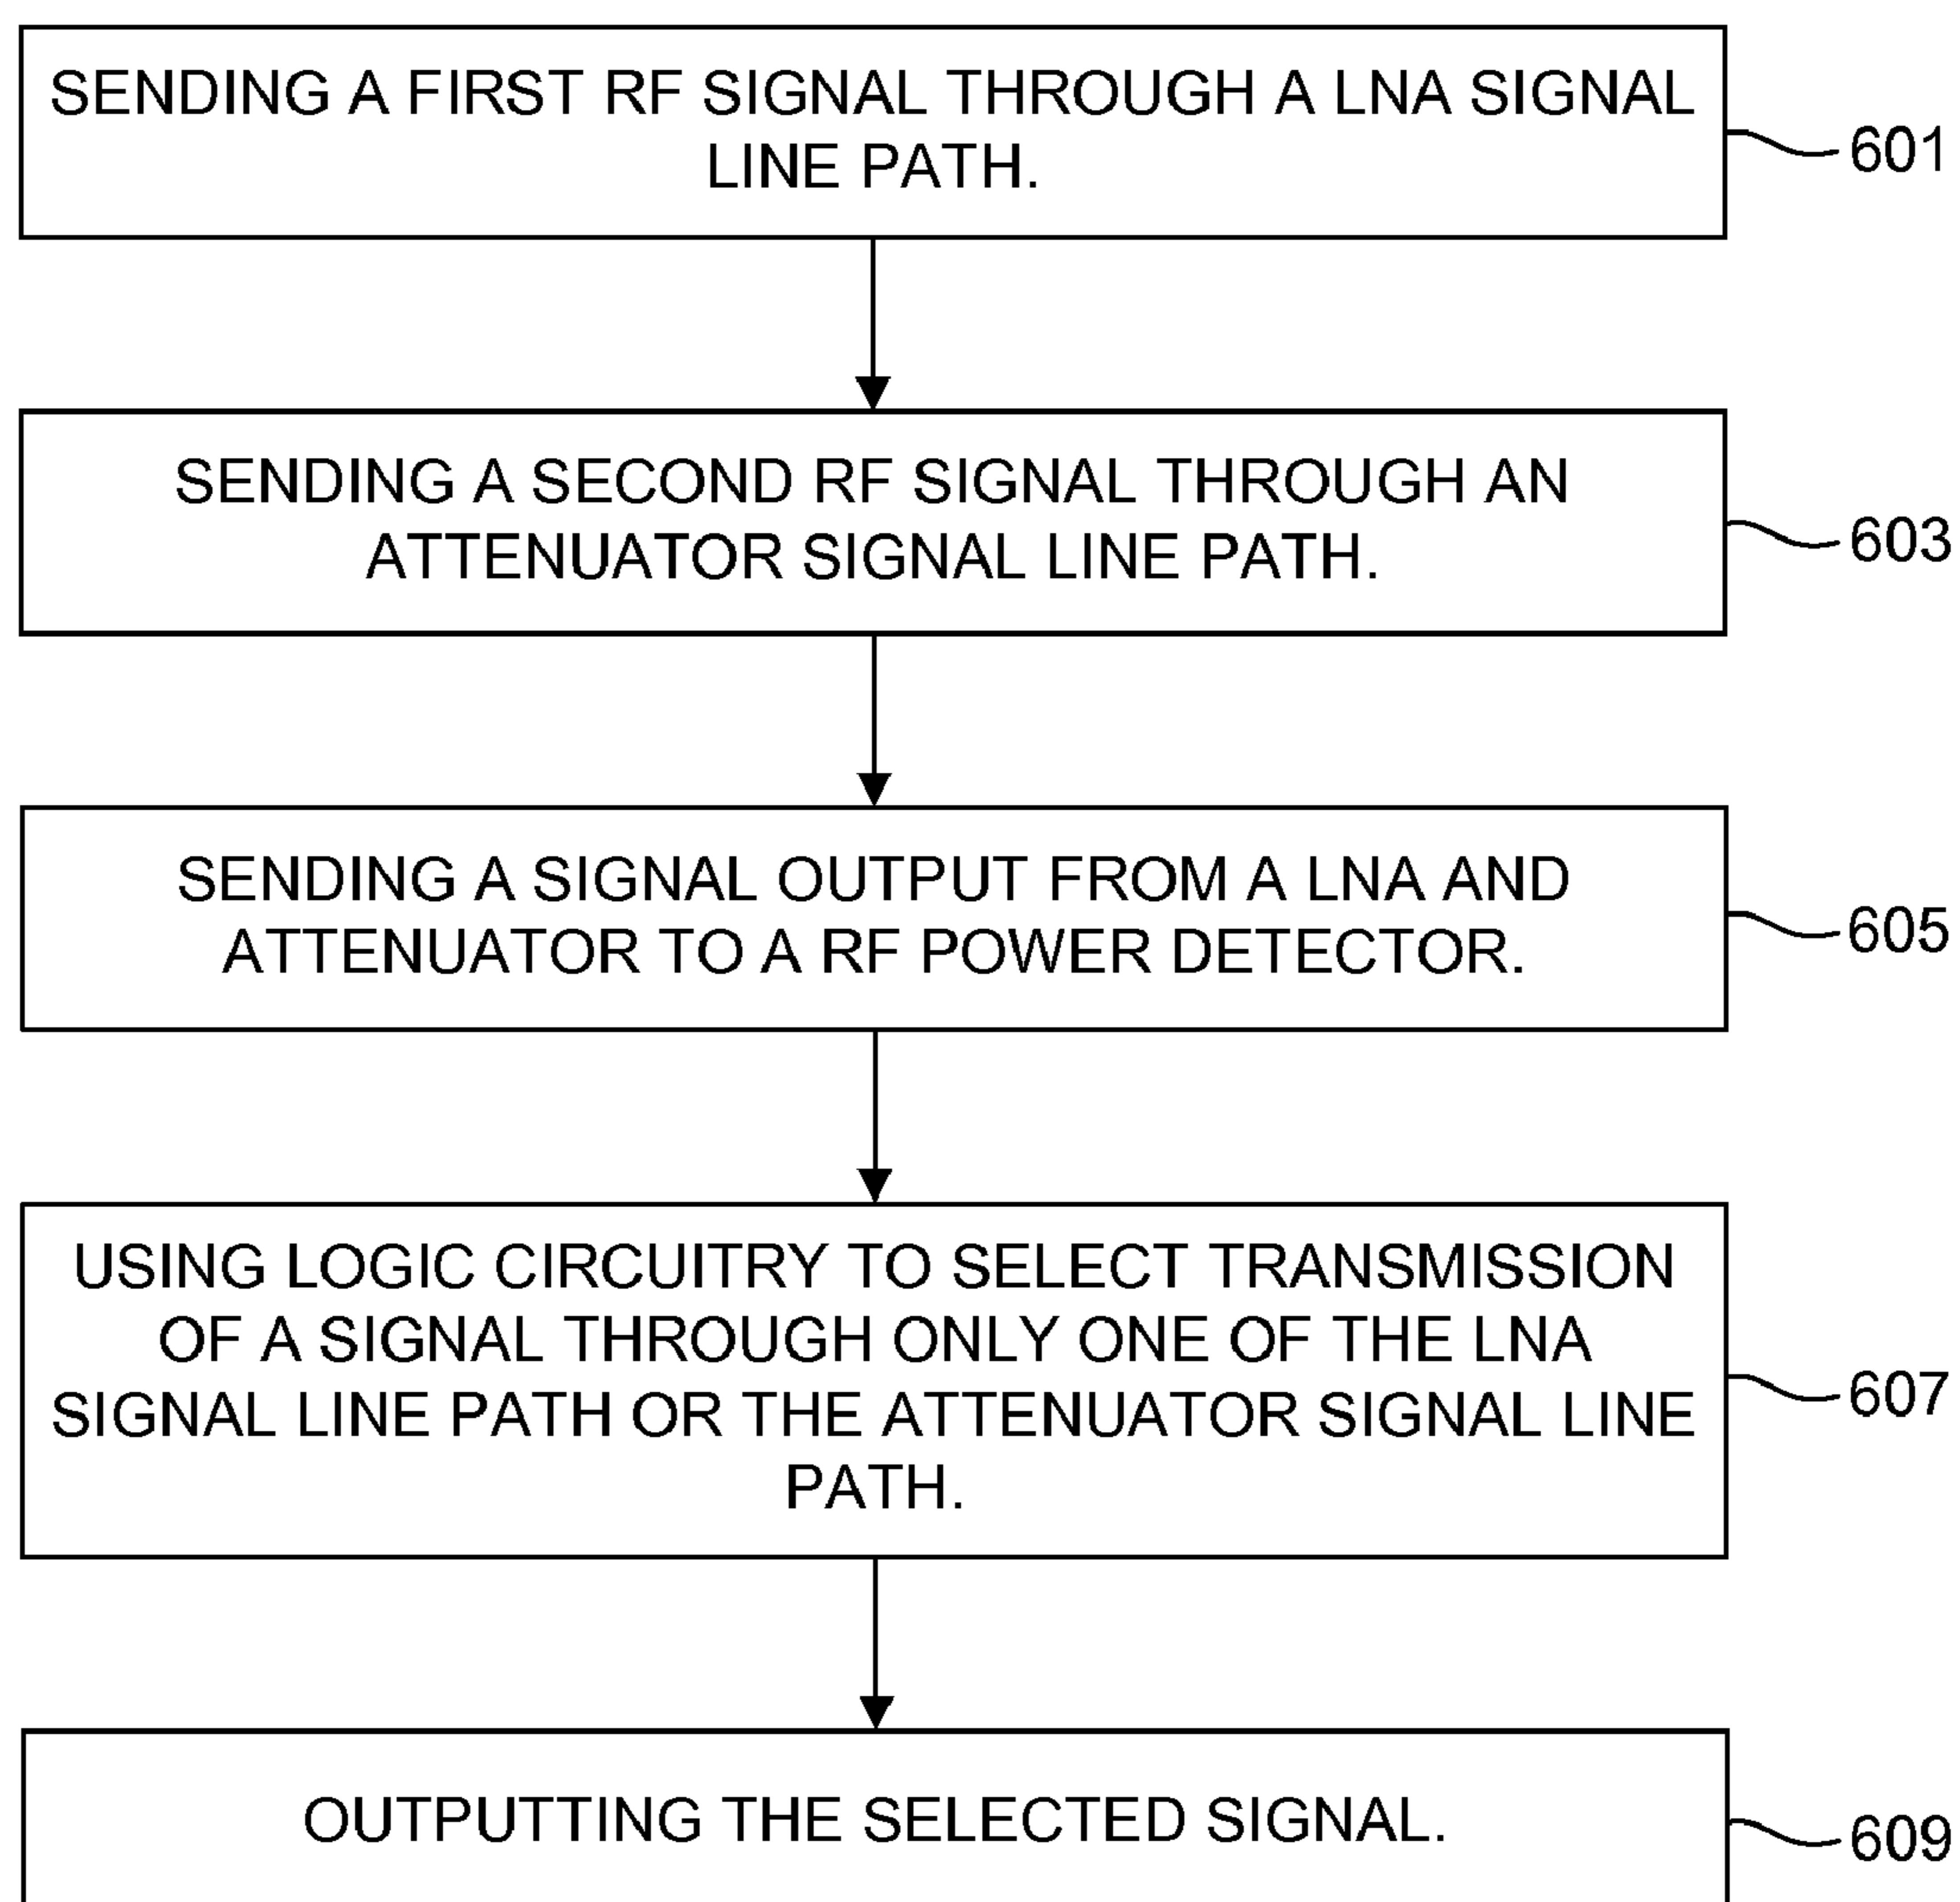 SENDING A FIRST RF SIGNAL THROUGH A LNA SIGNAL
LINE PATH.
601
SENDING A SECOND RF SIGNAL THROUGH AN
ATTENUATOR SIGNAL LINE PATH.
603
SENDING A SIGNAL OUTPUT FROM A LNA AND
ATTENUATOR TO A RF POWER DETECTOR.
605
USING LOGIC CIRCUITRY TO SELECT TRANSMISSION
OF A SIGNAL THROUGH ONLY ONE OF THE LNA
SIGNAL LINE PATH OR THE ATTENUATOR SIGNAL LINE
PATH.
607
OUTPUTTING THE SELECTED SIGNAL.
609